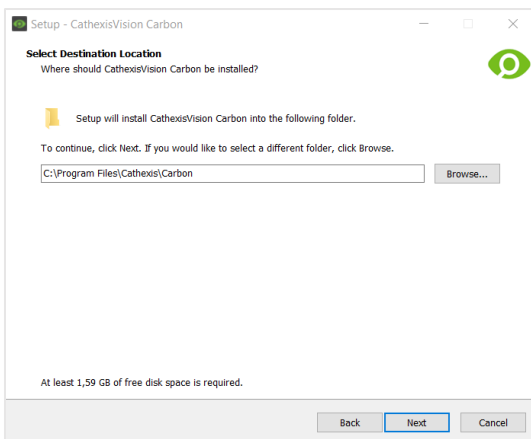 Setup - CathexisVision Carbon
Select Destination Location
Where should CathexisVision Carbon be installed?
Setup will install CathexisVision Carbon into the following folder.
To continue, click Next. If you would like to select a different folder, click Browse.
C:\Program Files\Cathexis\Carbon
Browse...
At least 1,59 GB of free disk space is required.
Back
Next
Cancel